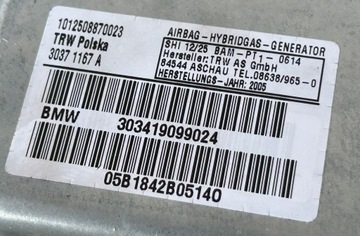 1012508870023
TRW Polska
3037 1167 A
AIRBAG-HYBRIDGAS-GENERATOR
SHI 12/25 BAM-PT1-0614
Hersteller: TRW AS GmbH
84544 ASCHAU TEL.08638/965-0
HERSTELLUNGS-JAHR: 2005
BMW 303419099024
05B1842B05140